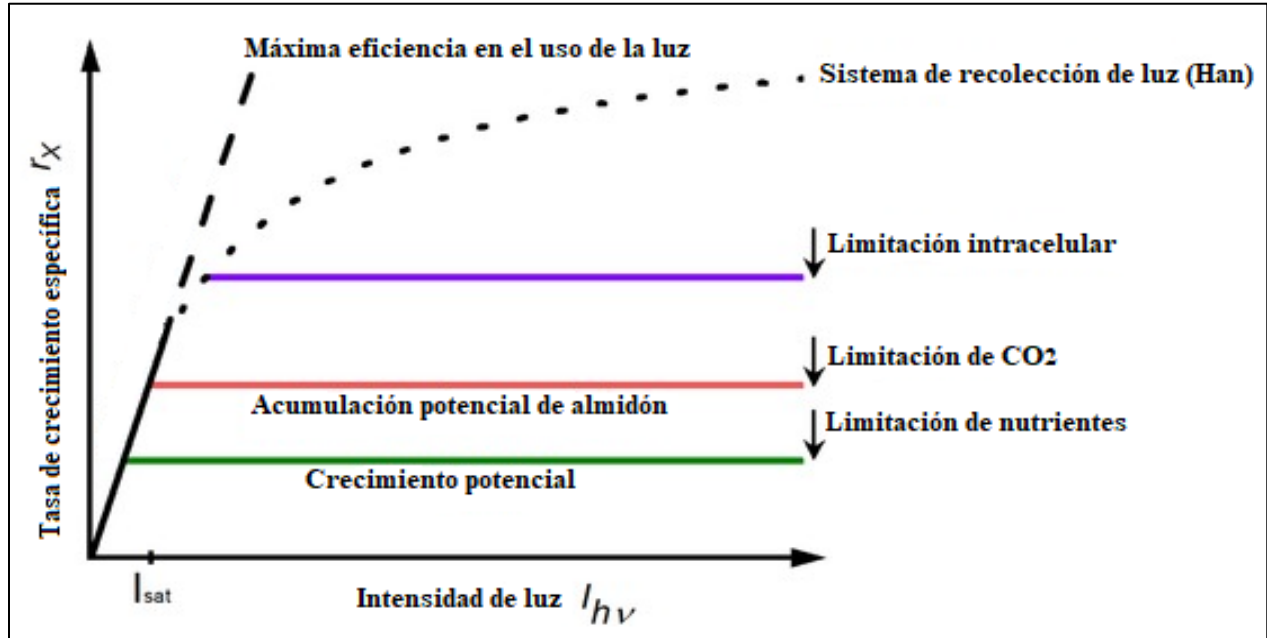 Máxima eficiencia en el uso de la luz
Sistema de recolección de luz (Han)
Tasa de crecimiento específica r_X
Limitación intracelular
Limitación de CO2
Acumulación potencial de almidón
Limitación de nutrientes
Crecimiento potencial
I_sat
Intensidad de luz I_hν